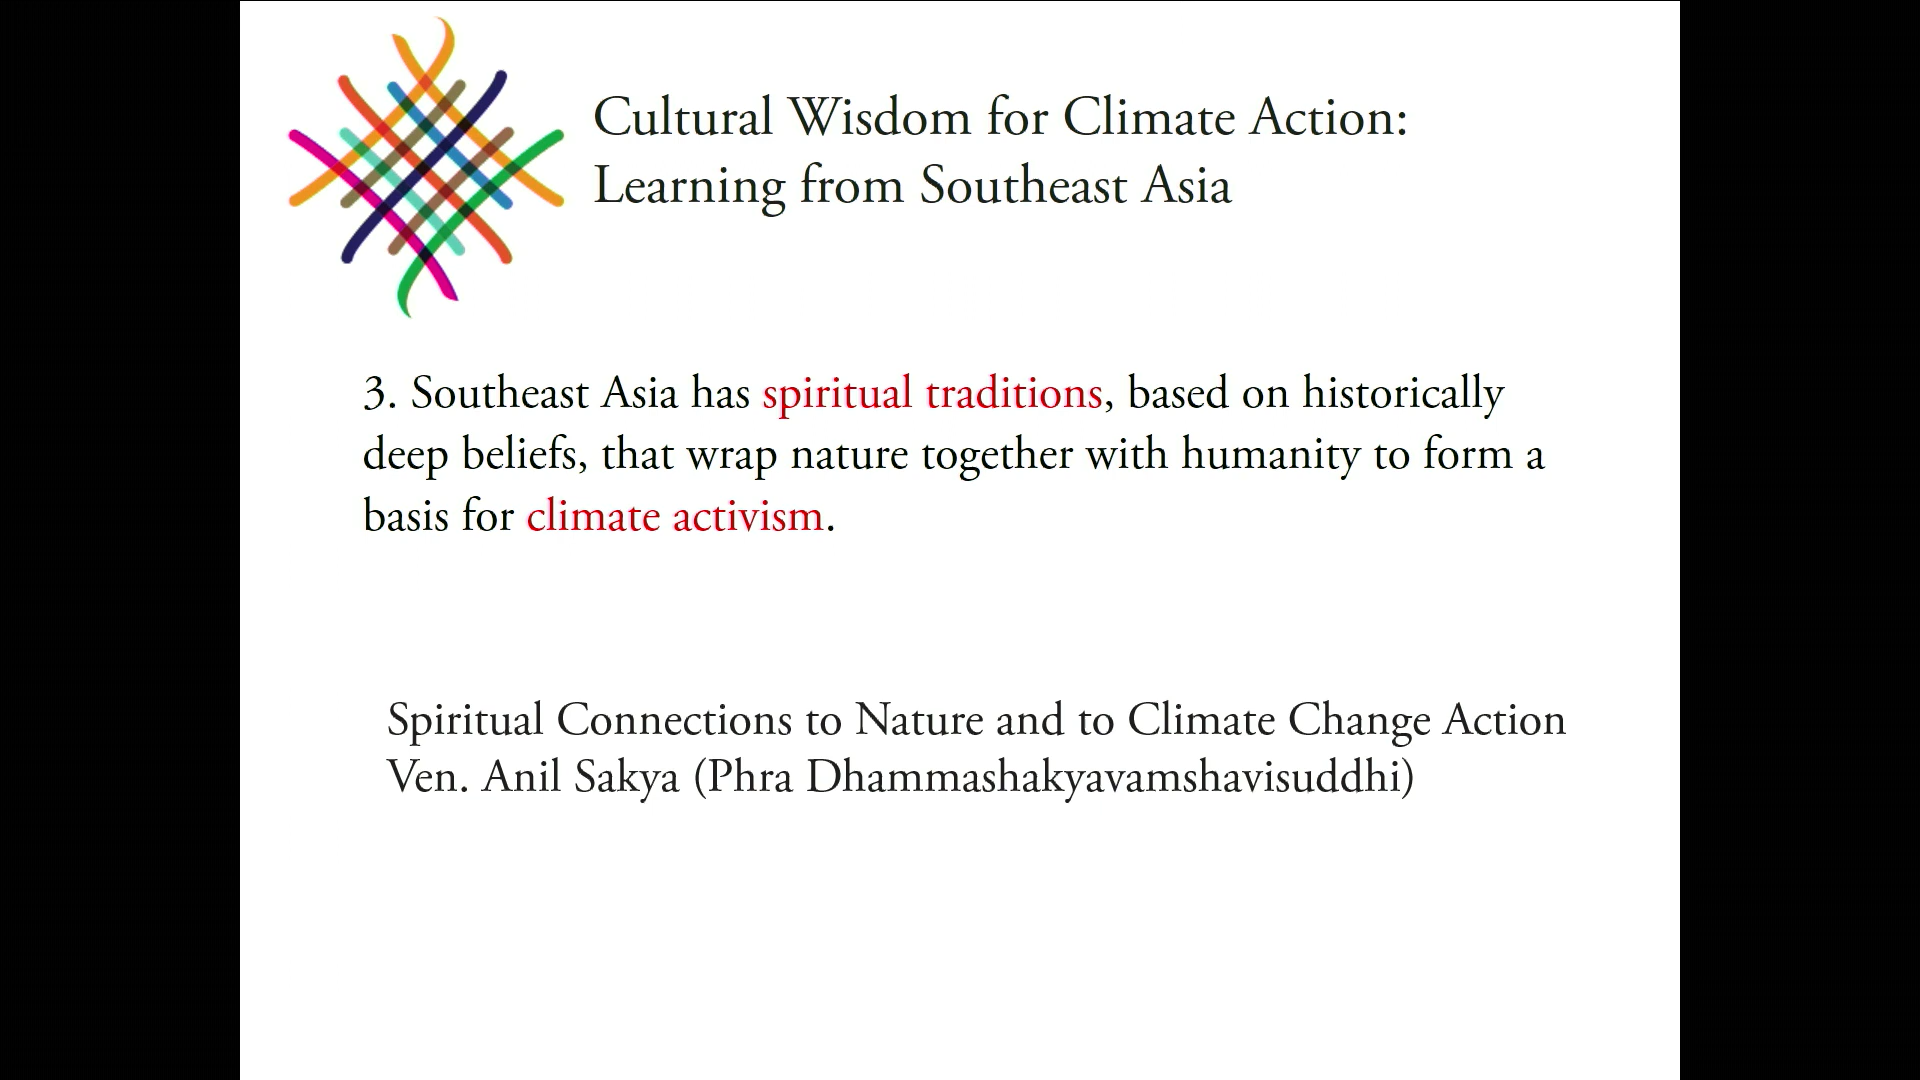 Cultural Wisdom for Climate Action:
Learning from Southeast Asia
3. Southeast Asia has spiritual traditions, based on historically
deep beliefs, that wrap nature together with humanity to form a
basis for climate activism.
Spiritual Connections to Nature and to Climate Change Action
Ven. Anil Sakya (Phra Dhammashakyavamshavisuddhi)